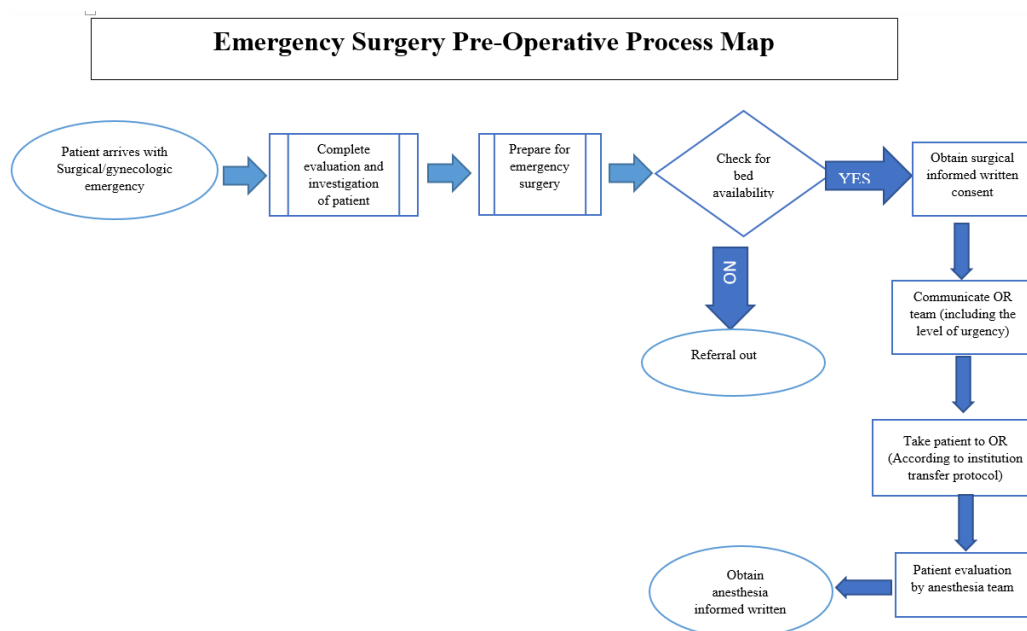 Emergency Surgery Pre-Operative Process Map
Patient arrives with
Surgical/gynecologic
emergency
Complete
evaluation and
investigation
of patient
Prepare for
emergency
surgery
Check for
bed
availability
YES
Obtain surgical
informed written
consent
NO
Communicate OR
team (including the
level of urgency)
Referral out
Take patient to OR
(According to institution
transfer protocol)
Patient evaluation
by anesthesia team
Obtain
anesthesia
informed written